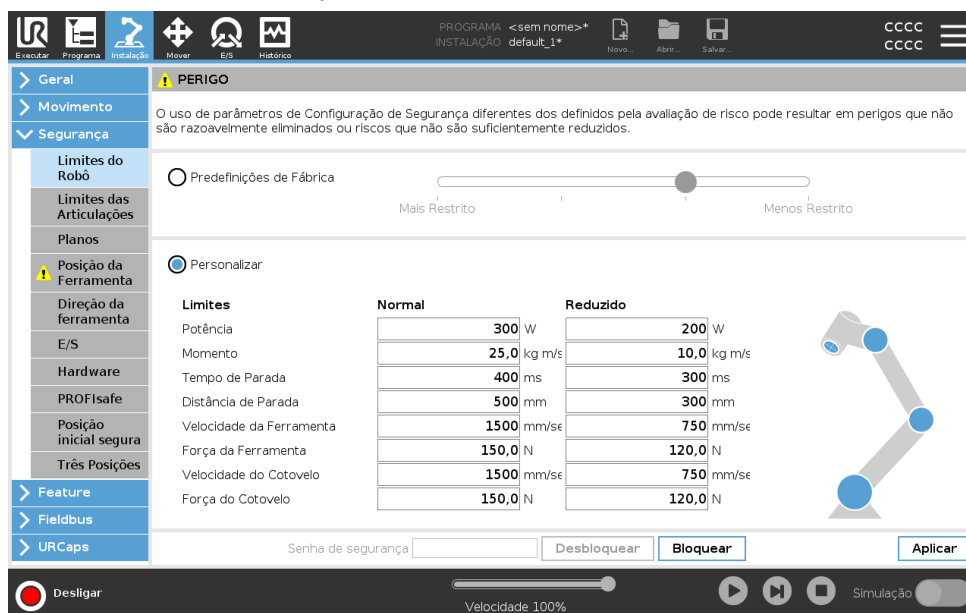 PROGRAMA <sem nome>*
INSTALAÇÃO default_1*
UR
Executar Programa Instalação Mover E/S Histórico Novo... Abrir... Salvar...
cccc
cccc
Geral
Movimento
Segurança
Limites do
Robô
Limites das
Articulações
Planos
Posição da
Ferramenta
Direção da
ferramenta
E/S
Hardware
PROFIsafe
Posição
inicial segura
Três Posições
Feature
Fieldbus
URCaps
PERIGO
O uso de parâmetros de Configuração de Segurança diferentes dos definidos pela avaliação de risco pode resultar em perigos que não
são razoavelmente eliminados ou riscos que não são suficientemente reduzidos.
Predefinições de Fábrica
Mais Restrito Menos Restrito
Personalizar
Limites Normal Reduzido
Potência 300 W 200 W
Momento 25,0 kg m/s 10,0 kg m/s
Tempo de Parada 400 ms 300 ms
Distância de Parada 500 mm 300 mm
Velocidade da Ferramenta 1500 mm/se 750 mm/se
Força da Ferramenta 150,0 N 120,0 N
Velocidade do Cotovelo 1500 mm/se 750 mm/se
Força do Cotovelo 150,0 N 120,0 N
Senha de segurança Desbloquear Bloquear Aplicar
Desligar
Velocidade 100%
Simulação